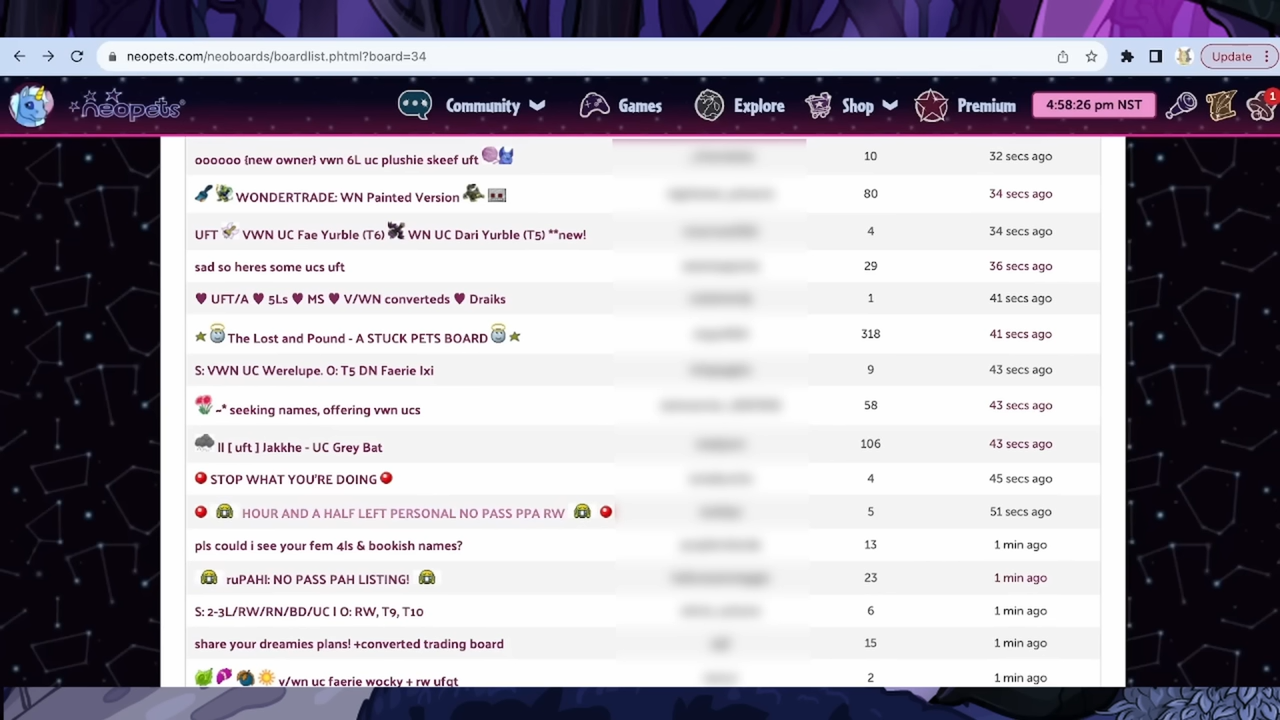 neopets.com/neoboards/boardlist.phtml?board=34
Update
neopets
Community
Games
Explore
Shop
Premium
4:58:26 pm NST
1
oooooo {new owner} vwn 6L uc plushie skeef uft
10
32 secs ago
WONDERTRADE: WN Painted Version
80
34 secs ago
UFT VWN UC Fae Yurble (T6) WN UC Dari Yurble (T5) **new!
4
34 secs ago
sad so heres some ucs uft
29
36 secs ago
♥ UFT/A ♥ 5Ls ♥ MS ♥ V/WN converteds ♥ Draiks
1
41 secs ago
The Lost and Pound - A STUCK PETS BOARD
318
41 secs ago
S: VWN UC Werelupe. O: T5 DN Faerie Ixi
9
43 secs ago
~* seeking names, offering vwn ucs
58
43 secs ago
II [ uft ] Jakkhe - UC Grey Bat
106
43 secs ago
STOP WHAT YOU'RE DOING
4
45 secs ago
HOUR AND A HALF LEFT PERSONAL NO PASS PPA RW
5
51 secs ago
pls could i see your fem 4ls & bookish names?
13
1 min ago
ruPAHl: NO PASS PAH LISTING!
23
1 min ago
S: 2-3L/RW/RN/BD/UC l O: RW, T9, T10
6
1 min ago
share your dreamies plans! +converted trading board
15
1 min ago
v/wn uc faerie wocky + rw ufgt
2
1 min ago